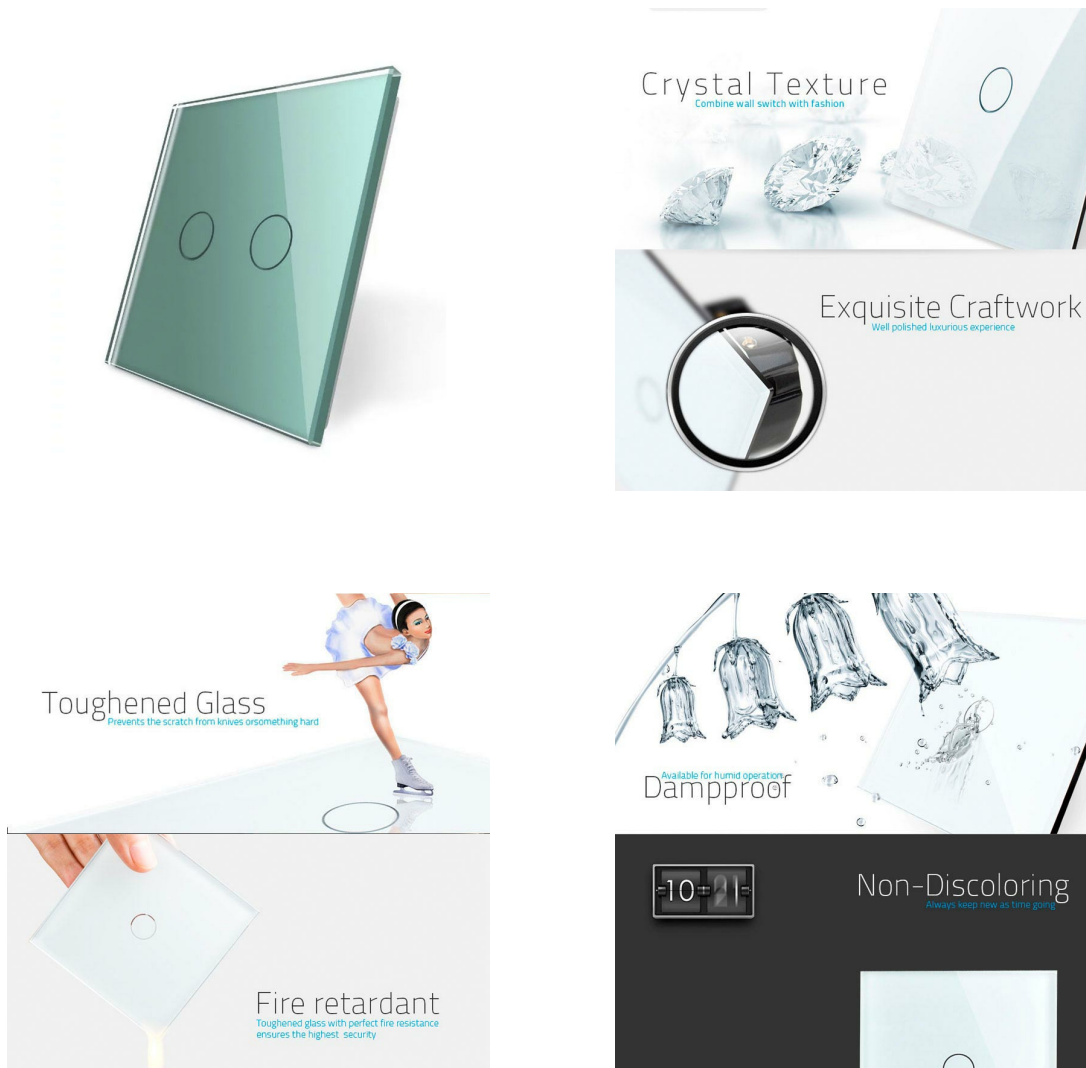 Crystal Texture
Combine wall switch with fashion
Exquisite Craftwork
Well polished luxurious experience
Toughened Glass
Prevents the scratch from knives orsomething hard
Available for humid operation
Dampproof
Fire retardant
Toughened glass with perfect fire resistance
ensures the highest security
10
Non-Discoloring
Always keep new as time going